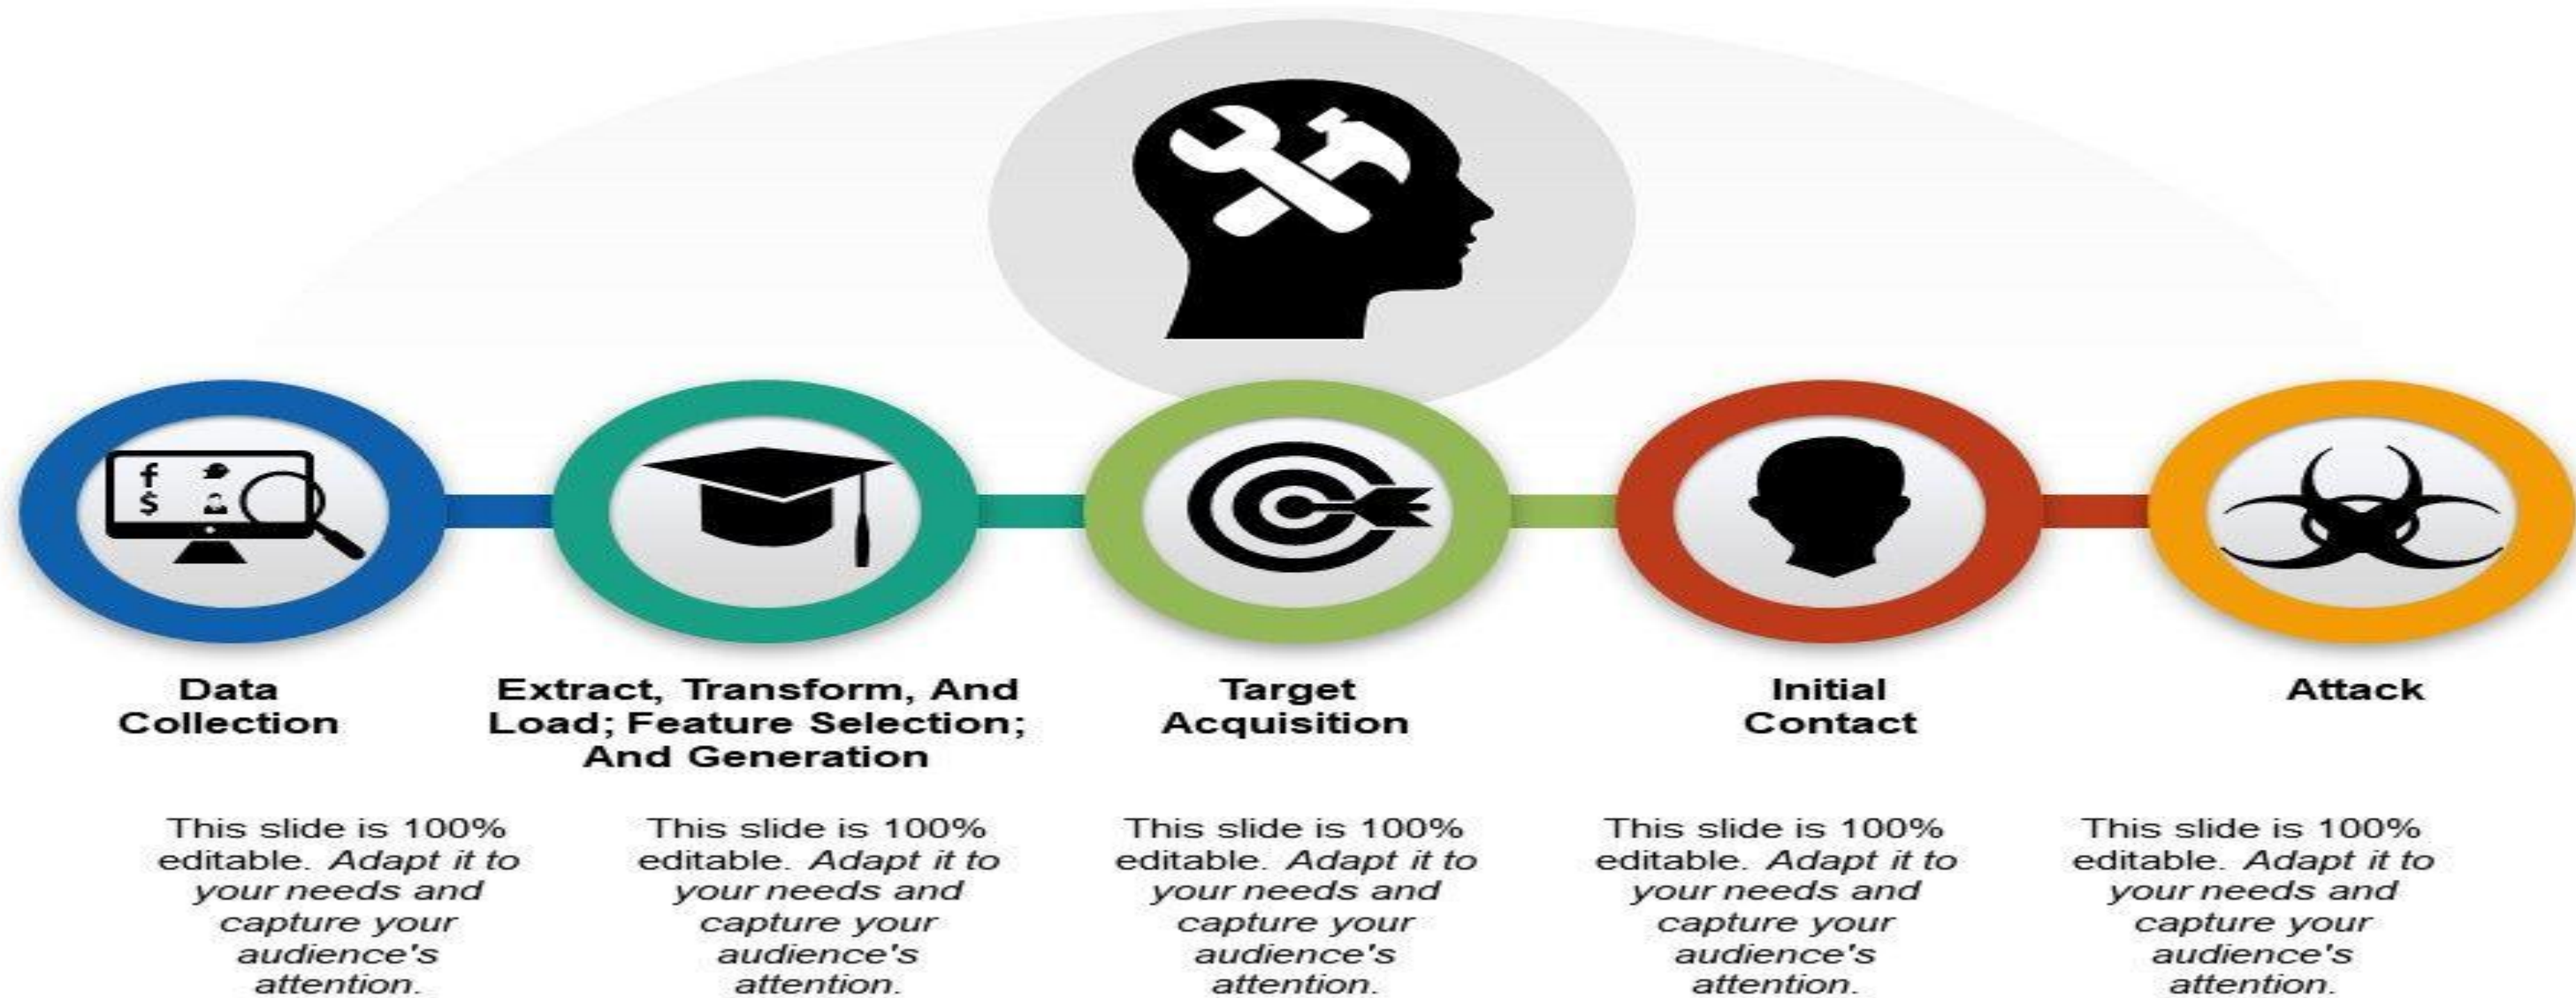 f
$
Data
Collection
Extract, Transform, And
Load; Feature Selection;
And Generation
Target
Acquisition
Initial
Contact
Attack
This slide is 100%
editable. Adapt it to
your needs and
capture your
audience's
attention.
This slide is 100%
editable. Adapt it to
your needs and
capture your
audience's
attention.
This slide is 100%
editable. Adapt it to
your needs and
capture your
audience's
attention.
This slide is 100%
editable. Adapt it to
your needs and
capture your
audience's
attention.
This slide is 100%
editable. Adapt it to
your needs and
capture your
audience's
attention.